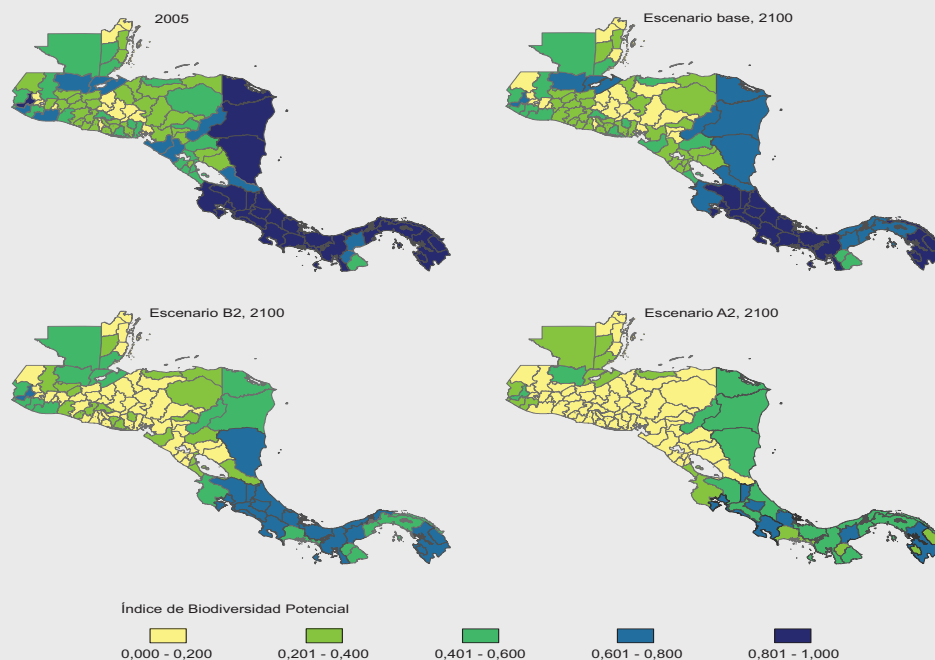 2005
Escenario base, 2100
Escenario B2, 2100
Escenario A2, 2100
Índice de Biodiversidad Potencial
0,000 - 0,200
0,201 - 0,400
0,401 - 0,600
0,601 - 0,800
0,801 - 1,000